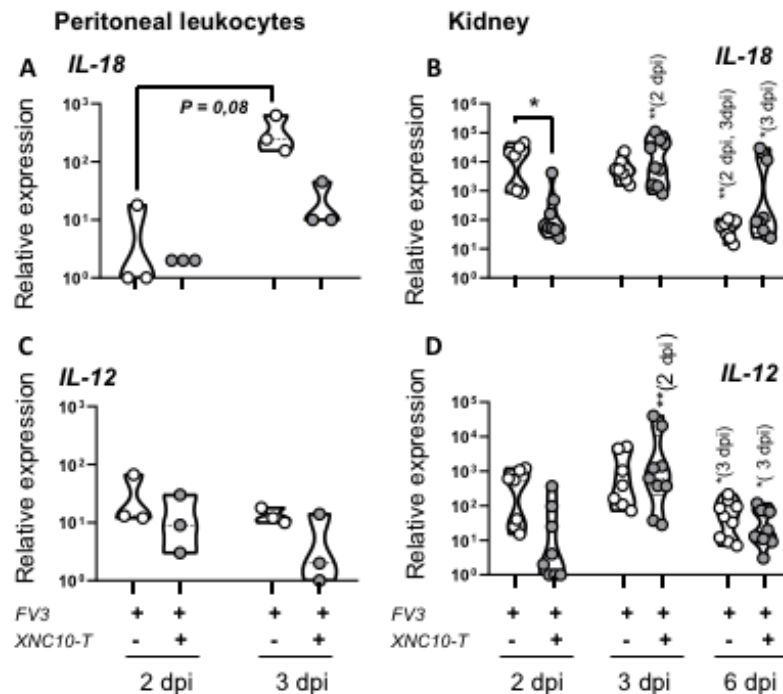 Peritoneal leukocytes
Kidney
A
IL-18
Relative expression
10³
10²
10¹
10⁰
P = 0,08
B
IL-18
Relative expression
10⁶
10⁵
10⁴
10³
10²
10¹
10⁰
*
**(2 dpi)
**(2 dpi, 3dpi)
*(3 dpi)
C
IL-12
Relative expression
10³
10²
10¹
10⁰
D
IL-12
Relative expression
10⁵
10⁴
10³
10²
10¹
10⁰
**(2 dpi)
*(3 dpi)
*( 3 dpi)
FV3 + + + +
XNC10-T - + - +
2 dpi 3 dpi
FV3 + + + + + +
XNC10-T - + - + - +
2 dpi 3 dpi 6 dpi